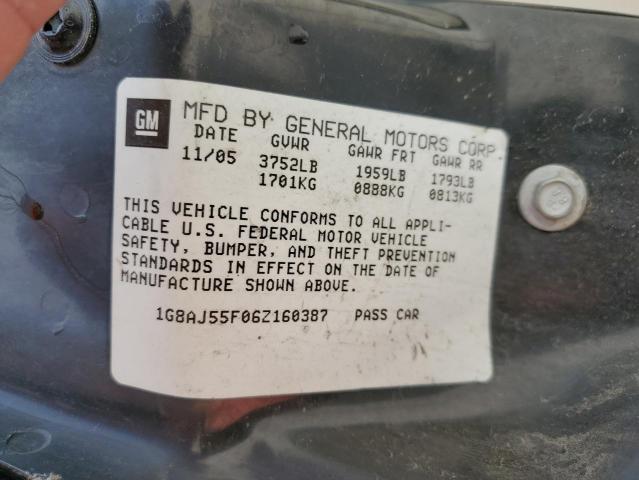 GM MFD BY GENERAL MOTORS CORP
DATE GVWR GAWR FRT GAWR RR
11/05 3752LB 1959LB 1793LB
1701KG 0888KG 0813KG
THIS VEHICLE CONFORMS TO ALL APPLI-
CABLE U.S. FEDERAL MOTOR VEHICLE
SAFETY, BUMPER, AND THEFT PREVENTION
STANDARDS IN EFFECT ON THE DATE OF
MANUFACTURE SHOWN ABOVE.
1G8AJ55F06Z160387 PASS CAR